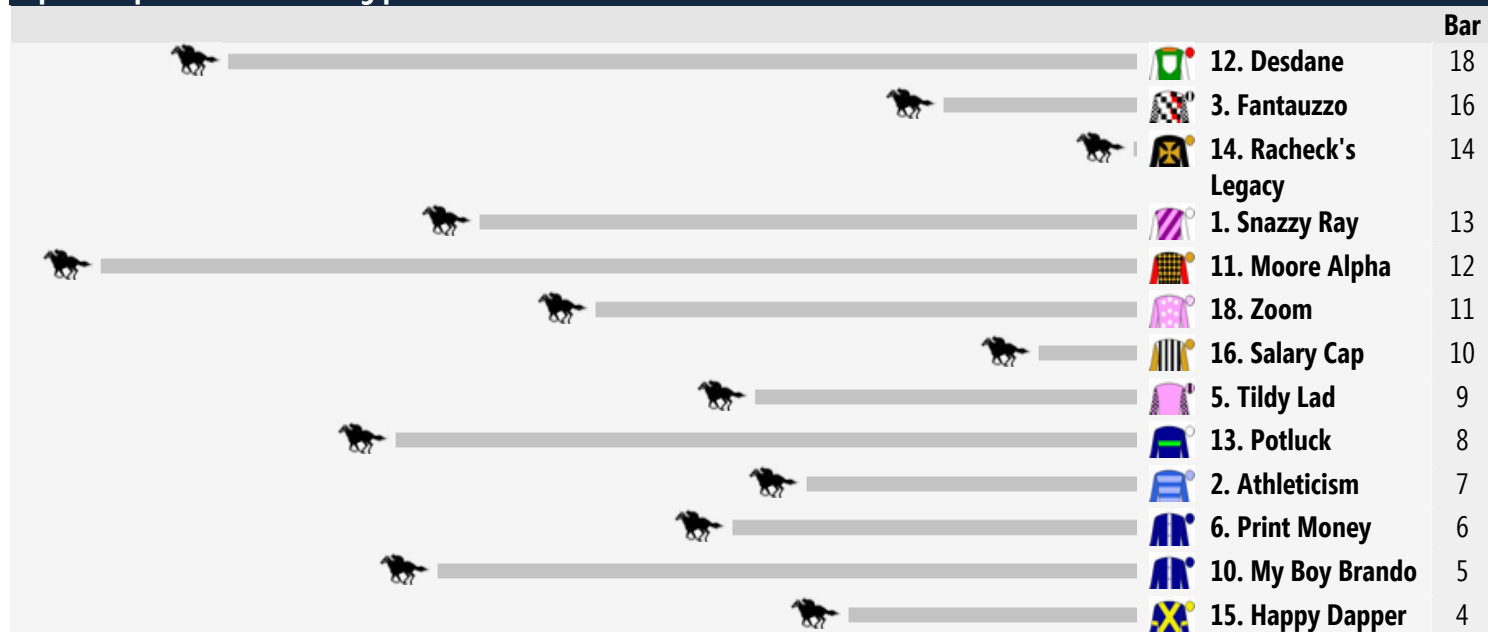 Bar
12. Desdane 18
3. Fantauzzo 16
14. Racheck's 14
Legacy
1. Snazzy Ray 13
11. Moore Alpha 12
18. Zoom 11
16. Salary Cap 10
5. Tildy Lad 9
13. Potluck 8
2. Athleticism 7
6. Print Money 6
10. My Boy Brando 5
15. Happy Dapper 4